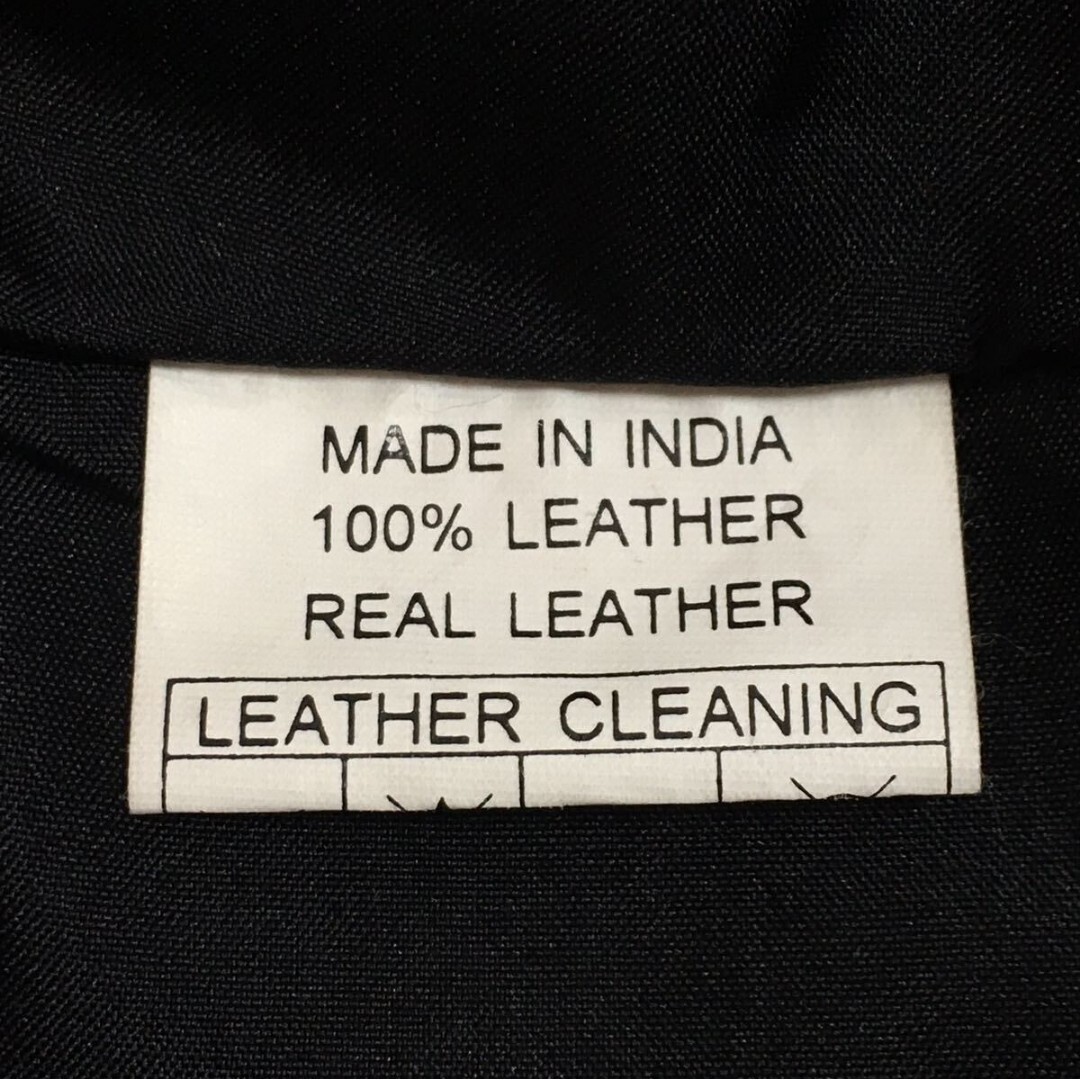 MADE IN INDIA
100% LEATHER
REAL LEATHER
LEATHER CLEANING